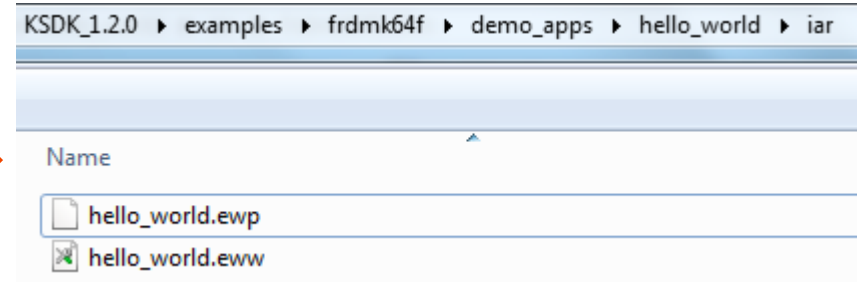 KSDK_1.2.0 ▸ examples ▸ frdmk64f ▸ demo_apps ▸ hello_world ▸ iar
Name
hello_world.ewp
hello_world.eww